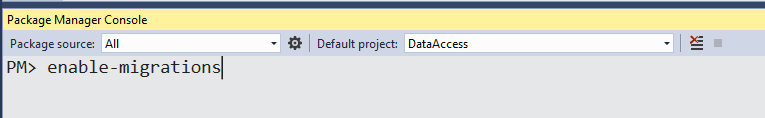 Package Manager Console
Package source: All Default project: DataAccess
PM> enable-migrations